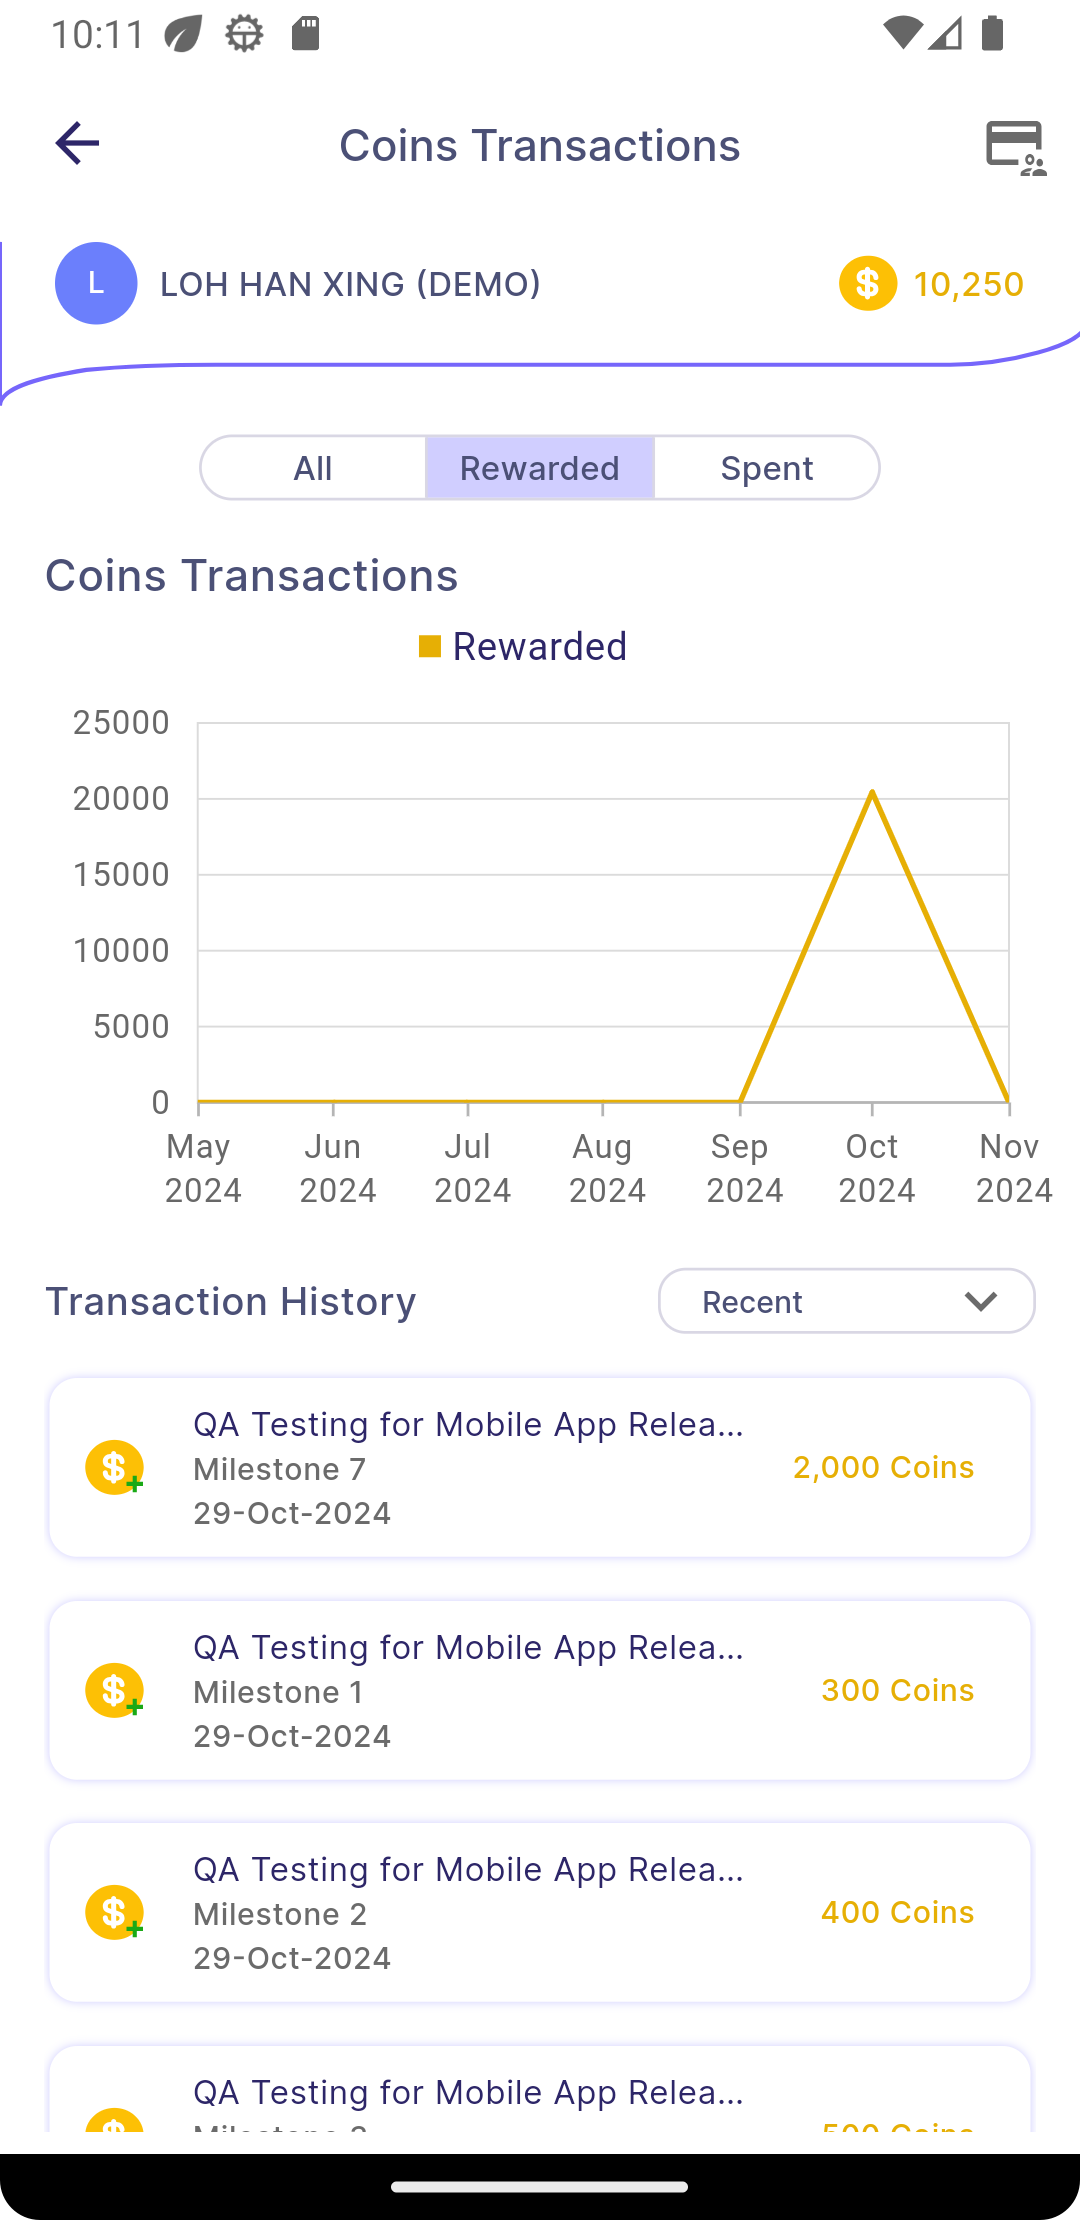 10:11
Coins Transactions
L LOH HAN XING (DEMO) $ 10,250
All Rewarded Spent
Coins Transactions
Rewarded
25000
20000
15000
10000
5000
0
May Jun Jul Aug Sep Oct Nov
2024 2024 2024 2024 2024 2024 2024
Transaction History Recent
QA Testing for Mobile App Relea...
Milestone 7
29-Oct-2024
2,000 Coins
QA Testing for Mobile App Relea...
Milestone 1
29-Oct-2024
300 Coins
QA Testing for Mobile App Relea...
Milestone 2
29-Oct-2024
400 Coins
QA Testing for Mobile App Relea...
Milestone
500 Coins